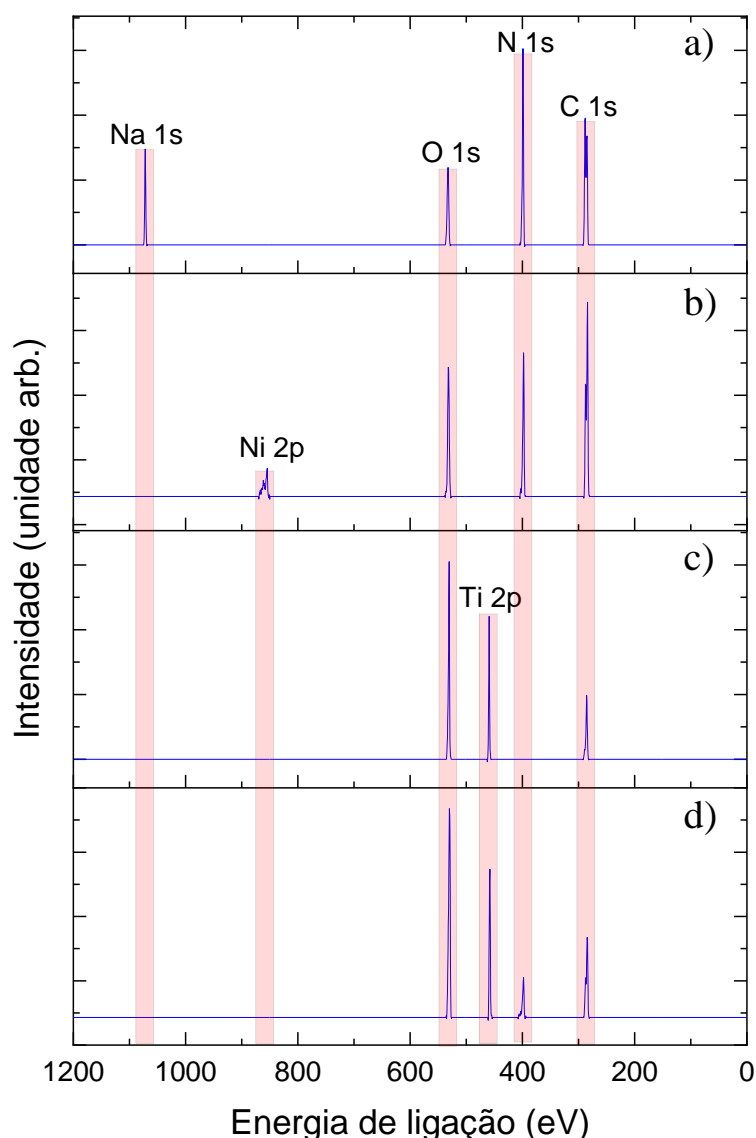 a)
N 1s
C 1s
Na 1s
O 1s
b)
Ni 2p
c)
Ti 2p
d)
Intensidade (unidade arb.)
1200 1000 800 600 400 200 0
Energia de ligação (eV)